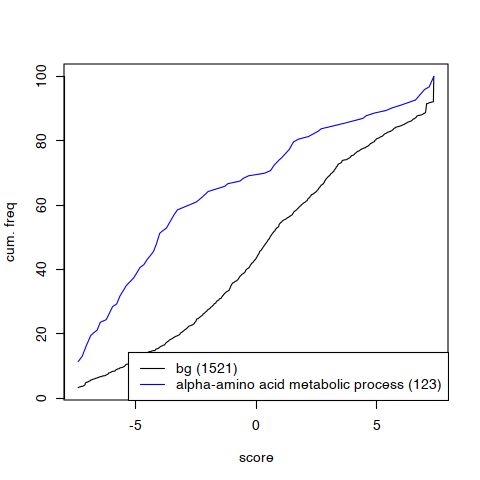 100
80
60
40
20
0
cum. freq
bg (1521)
alpha-amino acid metabolic process (123)
-5 0 5
score